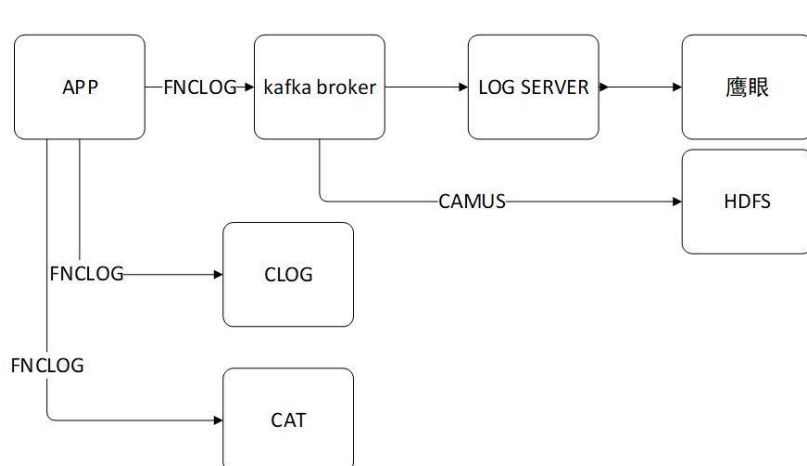 APP
FNCLOG
kafka broker
LOG SERVER
鹰眼
CAMUS
HDFS
FNCLOG
CLOG
FNCLOG
CAT